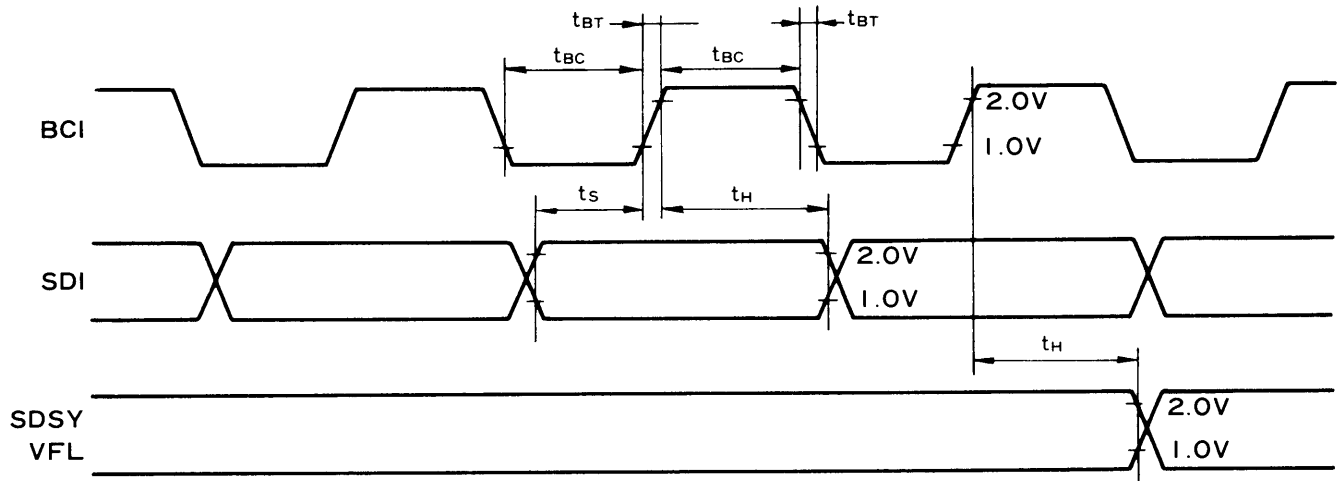 tBT tBT
tBC tBC
BCI 2.0V
1.0V
tS tH
SDI 2.0V
1.0V
tH
SDSY 2.0V
VFL 1.0V